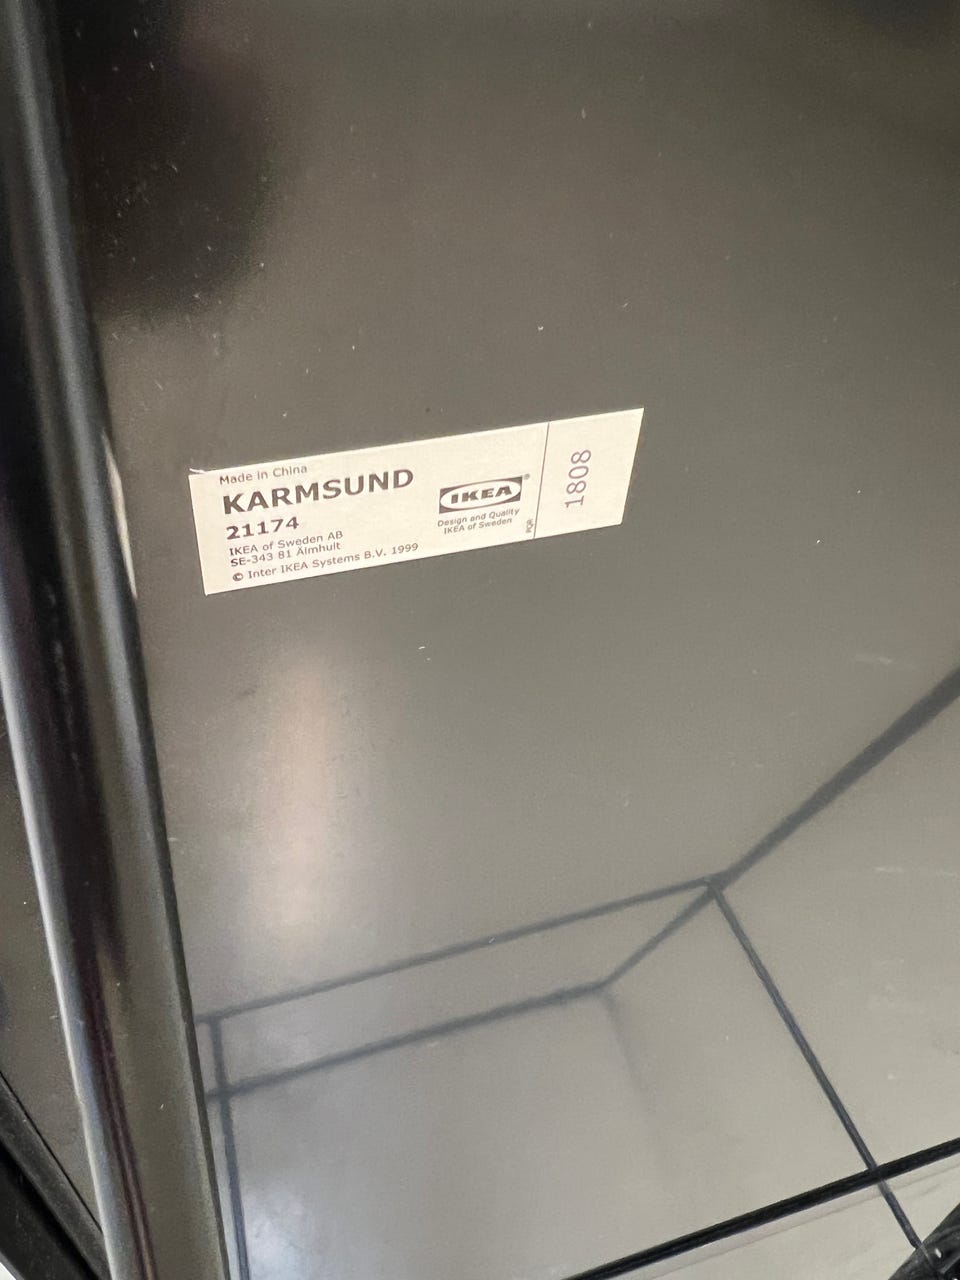 Made in China
KARMSUND
21174
IKEA of Sweden AB
SE-343 81 Älmhult
© Inter IKEA Systems B.V. 1999
IKEA®
Design and Quality
IKEA of Sweden
1808